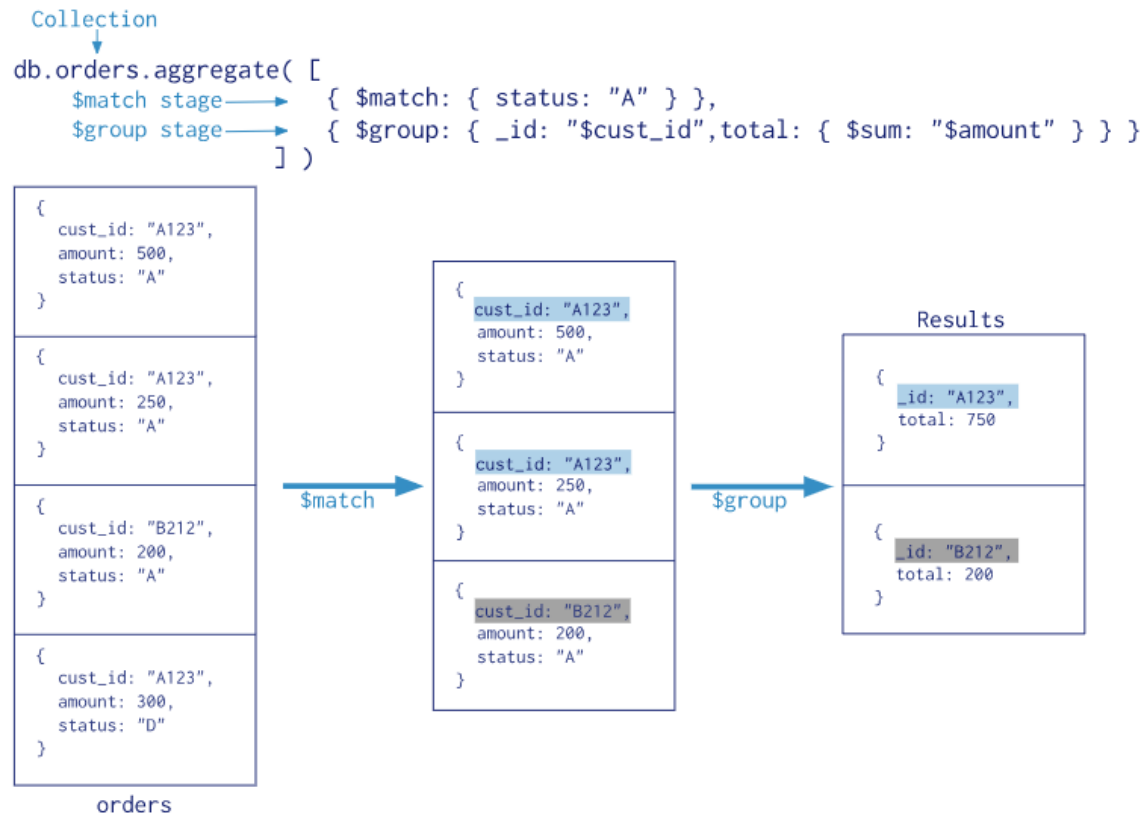 Collection
db.orders.aggregate( [
$match stage
{ $match: { status: "A" } },
$group stage
{ $group: { _id: "$cust_id",total: { $sum: "$amount" } } }
] )
{
cust_id: "A123",
amount: 500,
status: "A"
}
{
cust_id: "A123",
amount: 250,
status: "A"
}
{
cust_id: "B212",
amount: 200,
status: "A"
}
{
cust_id: "A123",
amount: 300,
status: "D"
}
orders
$match
{
cust_id: "A123",
amount: 500,
status: "A"
}
{
cust_id: "A123",
amount: 250,
status: "A"
}
{
cust_id: "B212",
amount: 200,
status: "A"
}
$group
Results
{
_id: "A123",
total: 750
}
{
_id: "B212",
total: 200
}